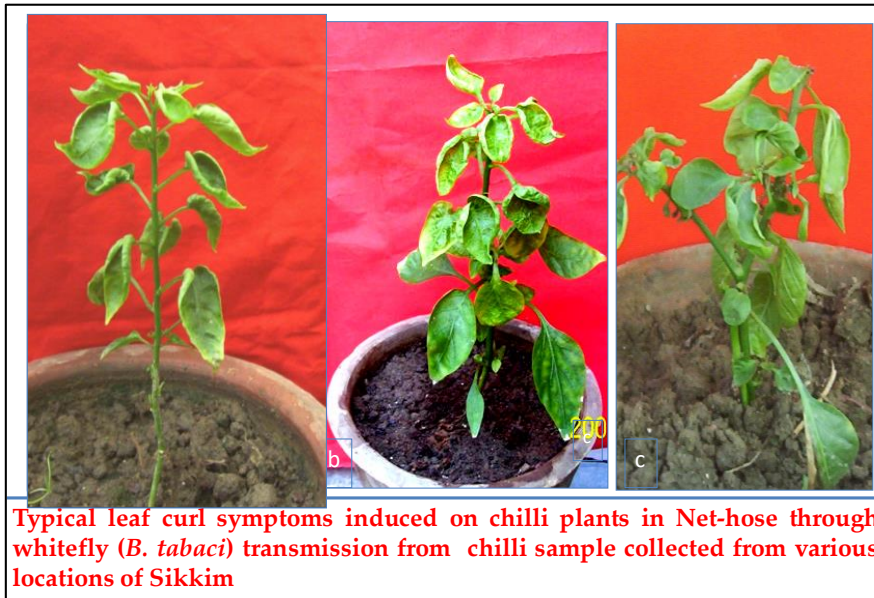 b
200
c
Typical leaf curl symptoms induced on chilli plants in Net-hose through
whitefly (B. tabaci) transmission from chilli sample collected from various
locations of Sikkim